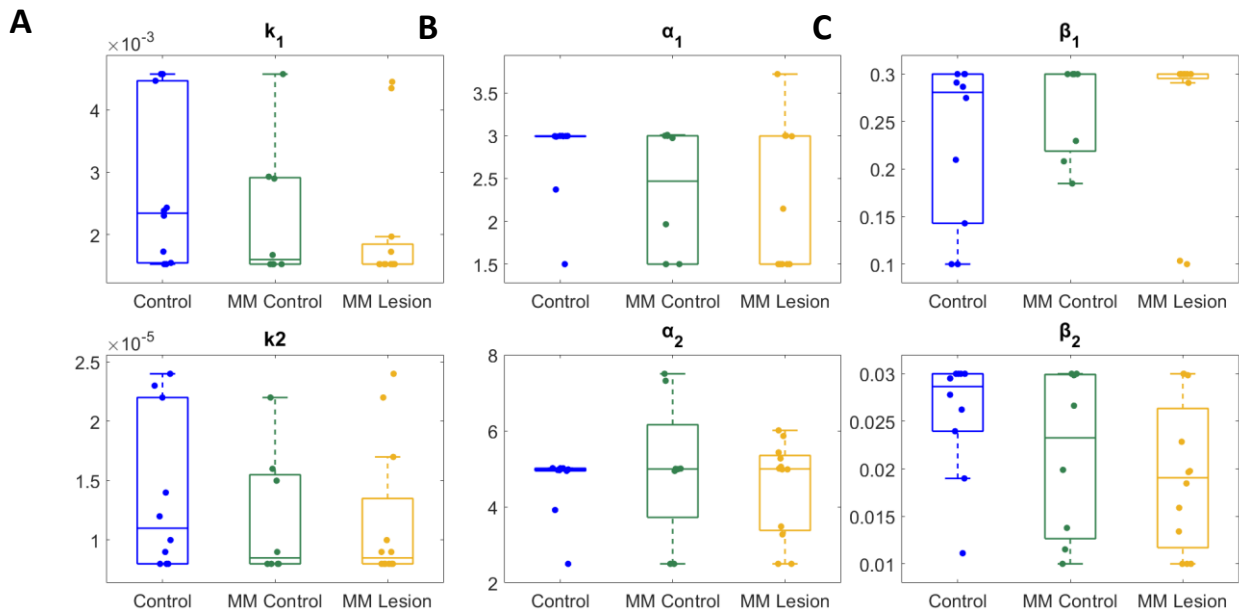 A
B
C
k1
×10-3
4
3
2
Control MM Control MM Lesion
α1
3.5
3
2.5
2
1.5
Control MM Control MM Lesion
β1
0.3
0.25
0.2
0.15
0.1
Control MM Control MM Lesion
k2
×10-5
2.5
2
1.5
1
Control MM Control MM Lesion
α2
8
6
4
2
Control MM Control MM Lesion
β2
0.03
0.025
0.02
0.015
0.01
Control MM Control MM Lesion